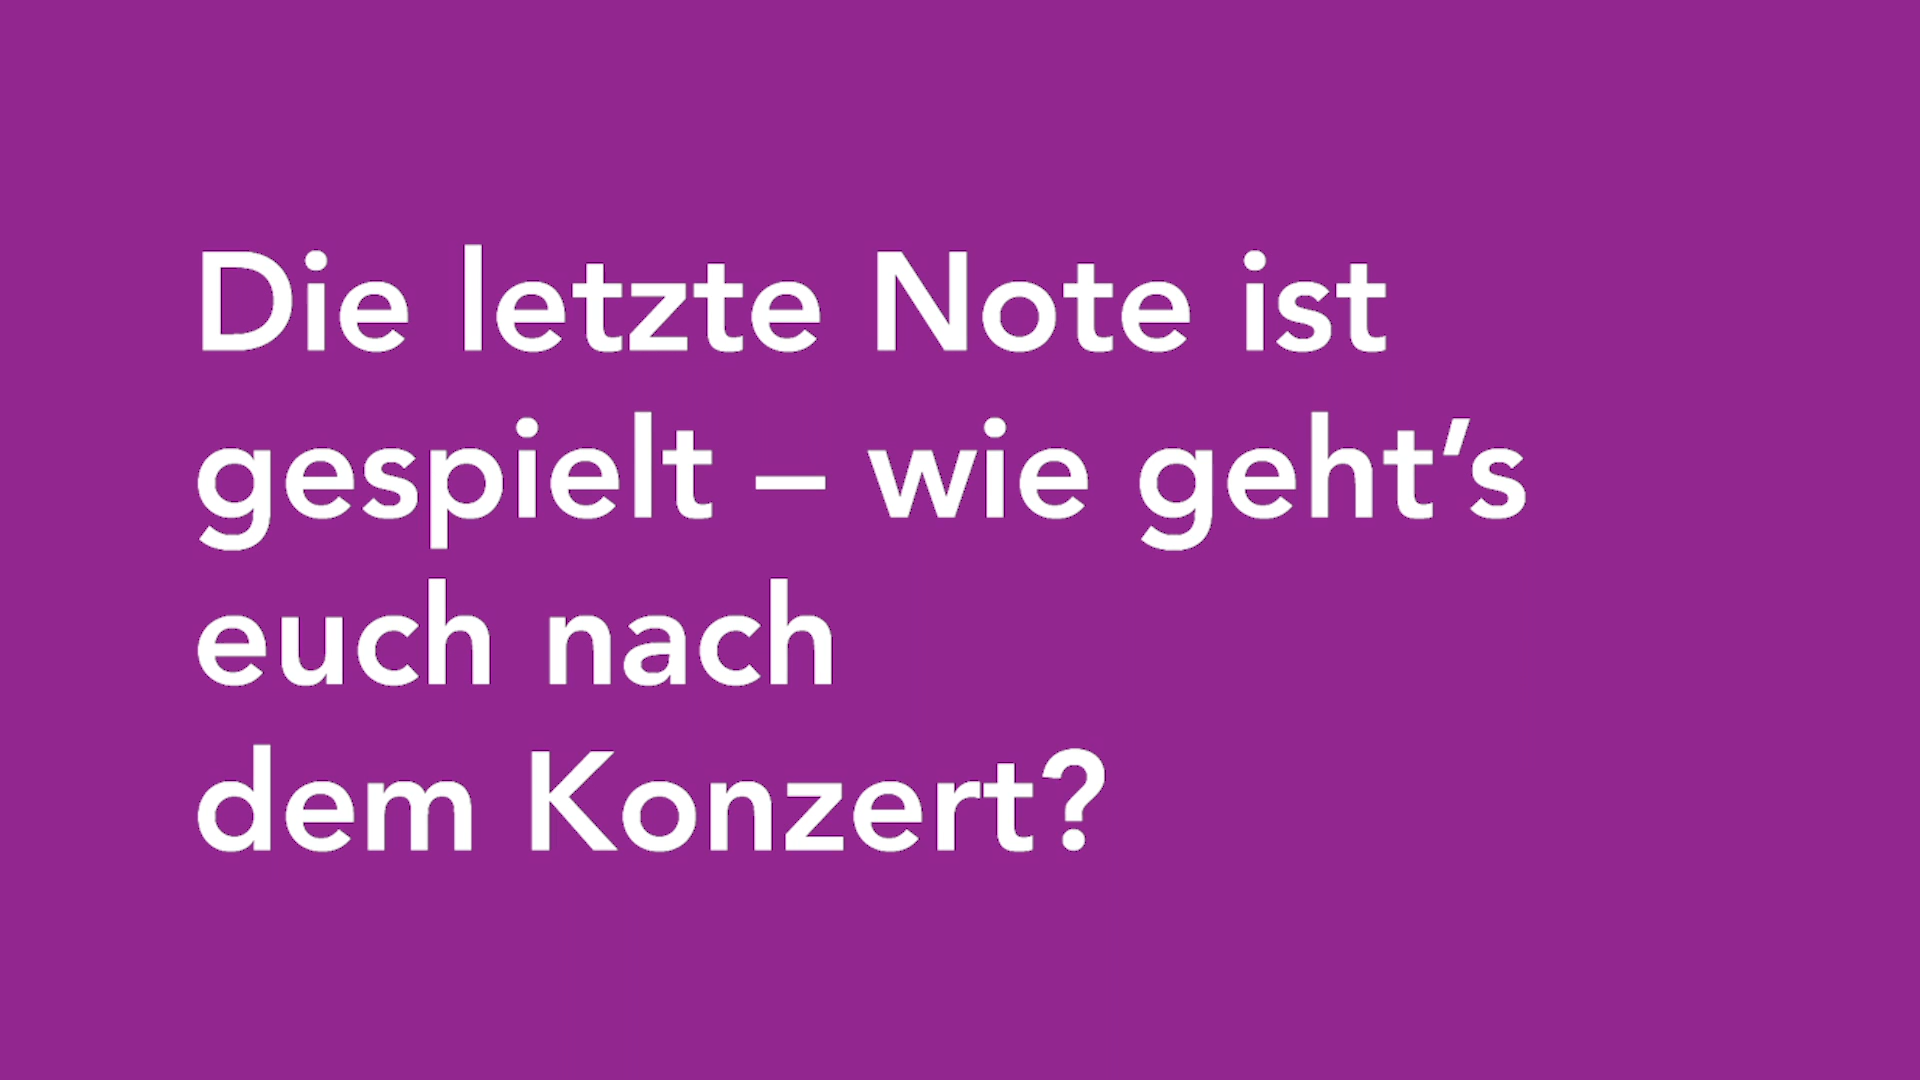 Die letzte Note ist
gespielt – wie geht’s
euch nach
dem Konzert?